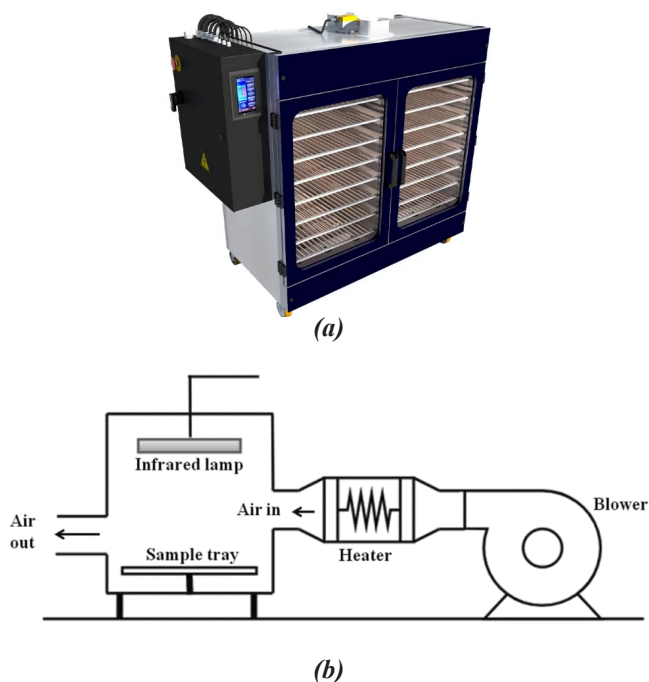 (a)
Infrared lamp
Air in
Blower
Air
out
Sample tray
Heater
(b)